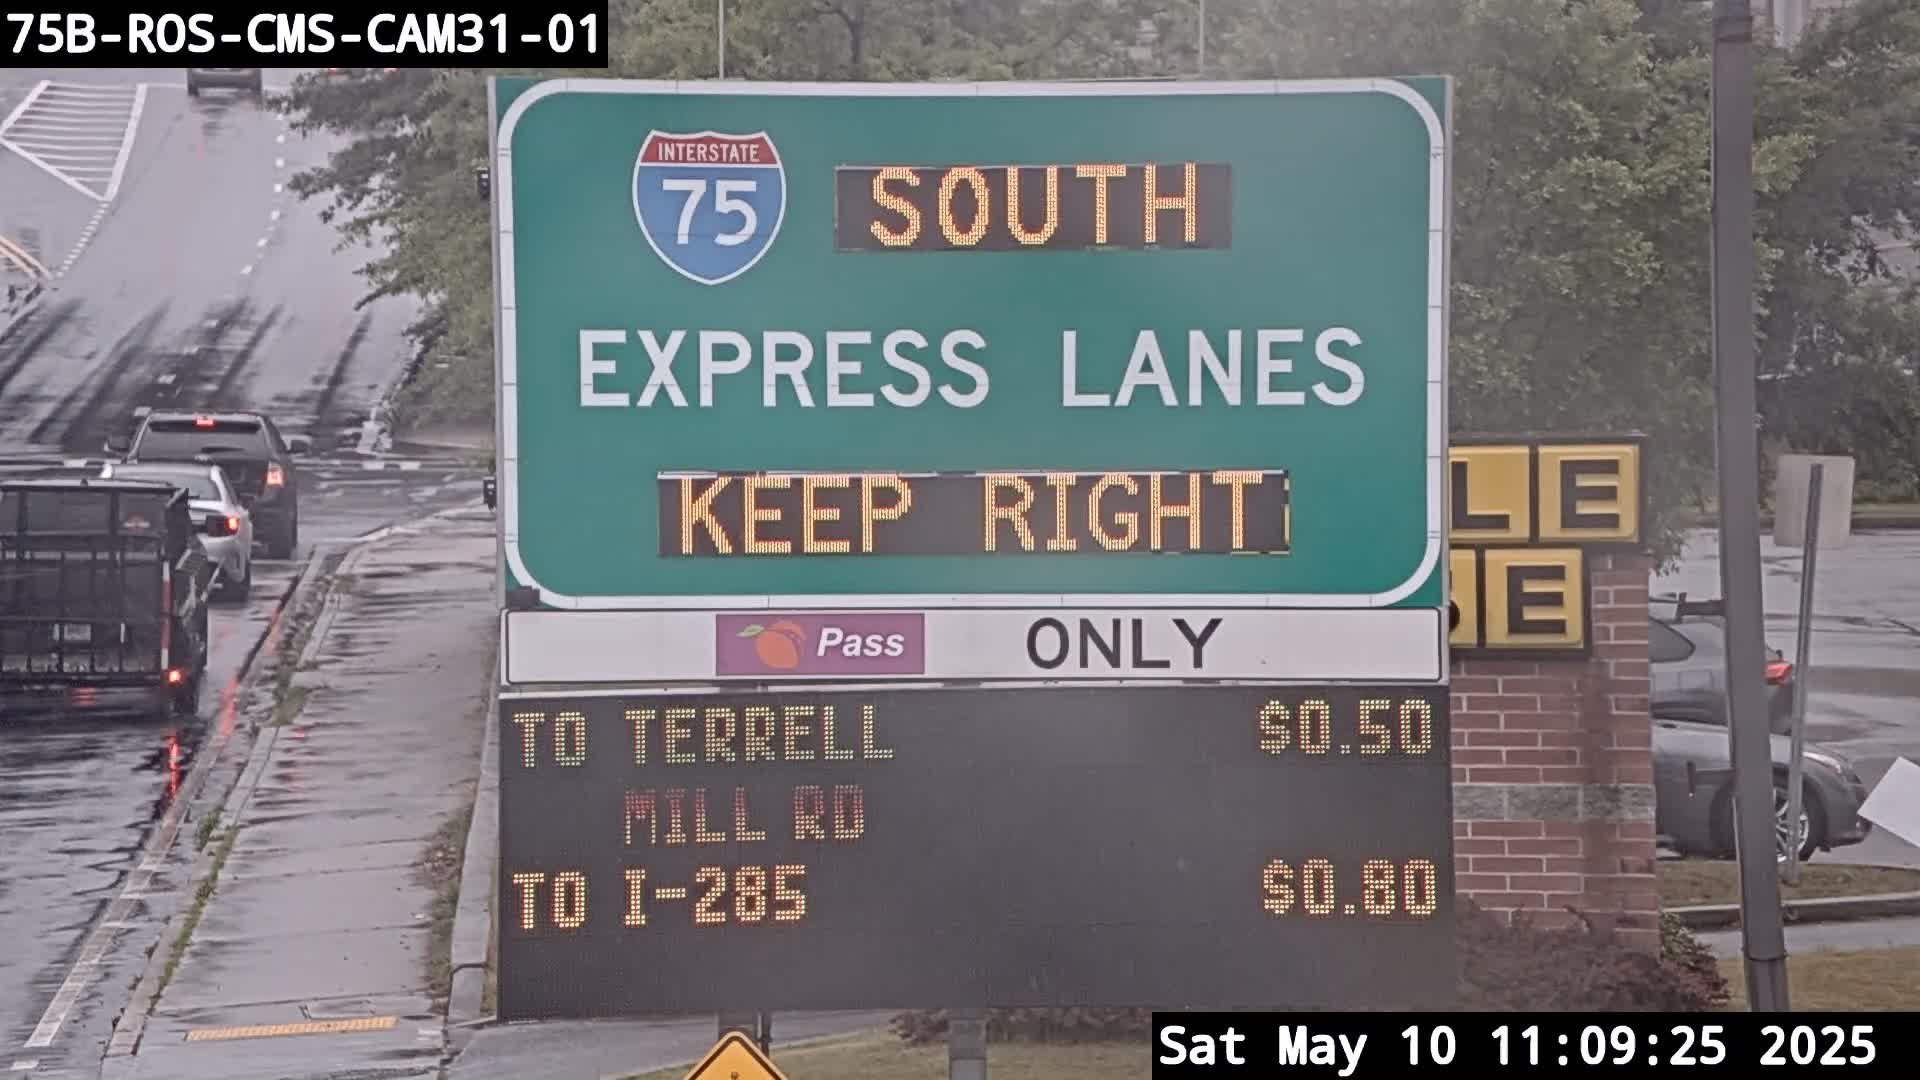 75B-ROS-CMS-CAM31-01
INTERSTATE
75
SOUTH
EXPRESS LANES
KEEP RIGHT
Pass ONLY
TO TERRELL $0.50
MILL RD
TO I-285 $0.80
LE
E
Sat May 10 11:09:25 2025